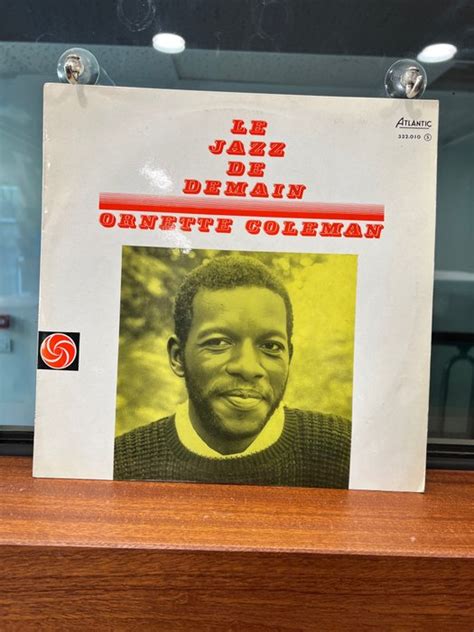 LE
JAZZ
DE
DEMAIN
ORNETTE COLEMAN
ATLANTIC
332.010 S